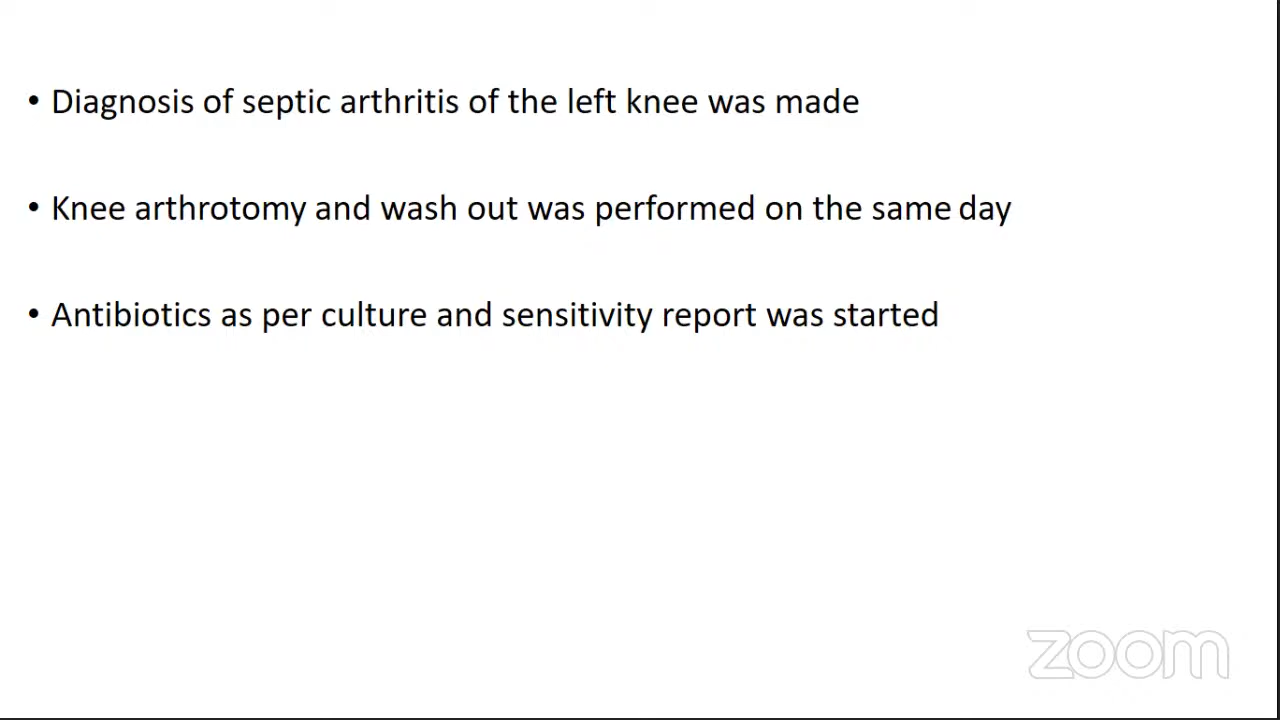 • Diagnosis of septic arthritis of the left knee was made
• Knee arthrotomy and wash out was performed on the same day
• Antibiotics as per culture and sensitivity report was started
zoom